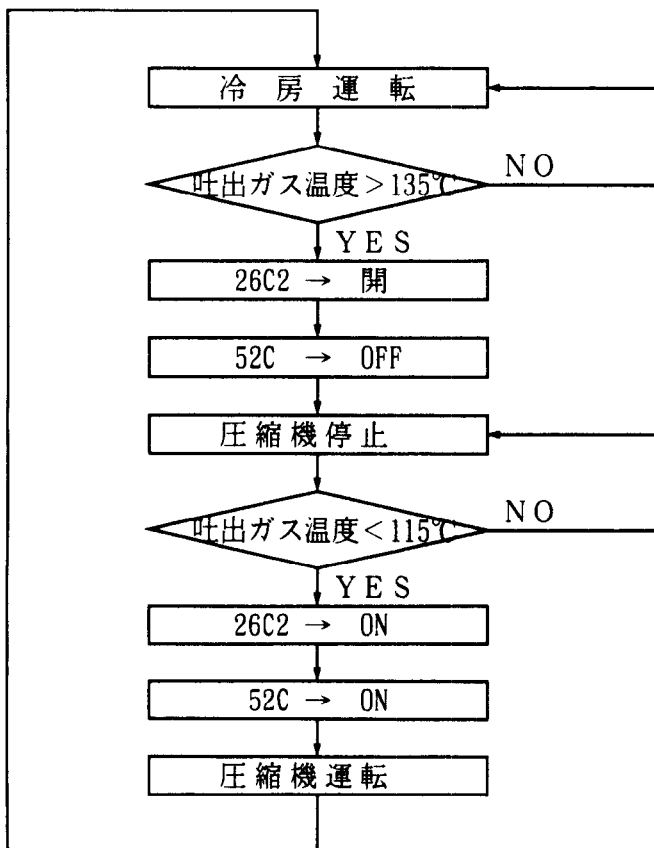 冷房運転
吐出ガス温度＞135℃
NO
YES
26C2 → 開
52C → OFF
圧縮機停止
吐出ガス温度＜115℃
NO
YES
26C2 → ON
52C → ON
圧縮機運転